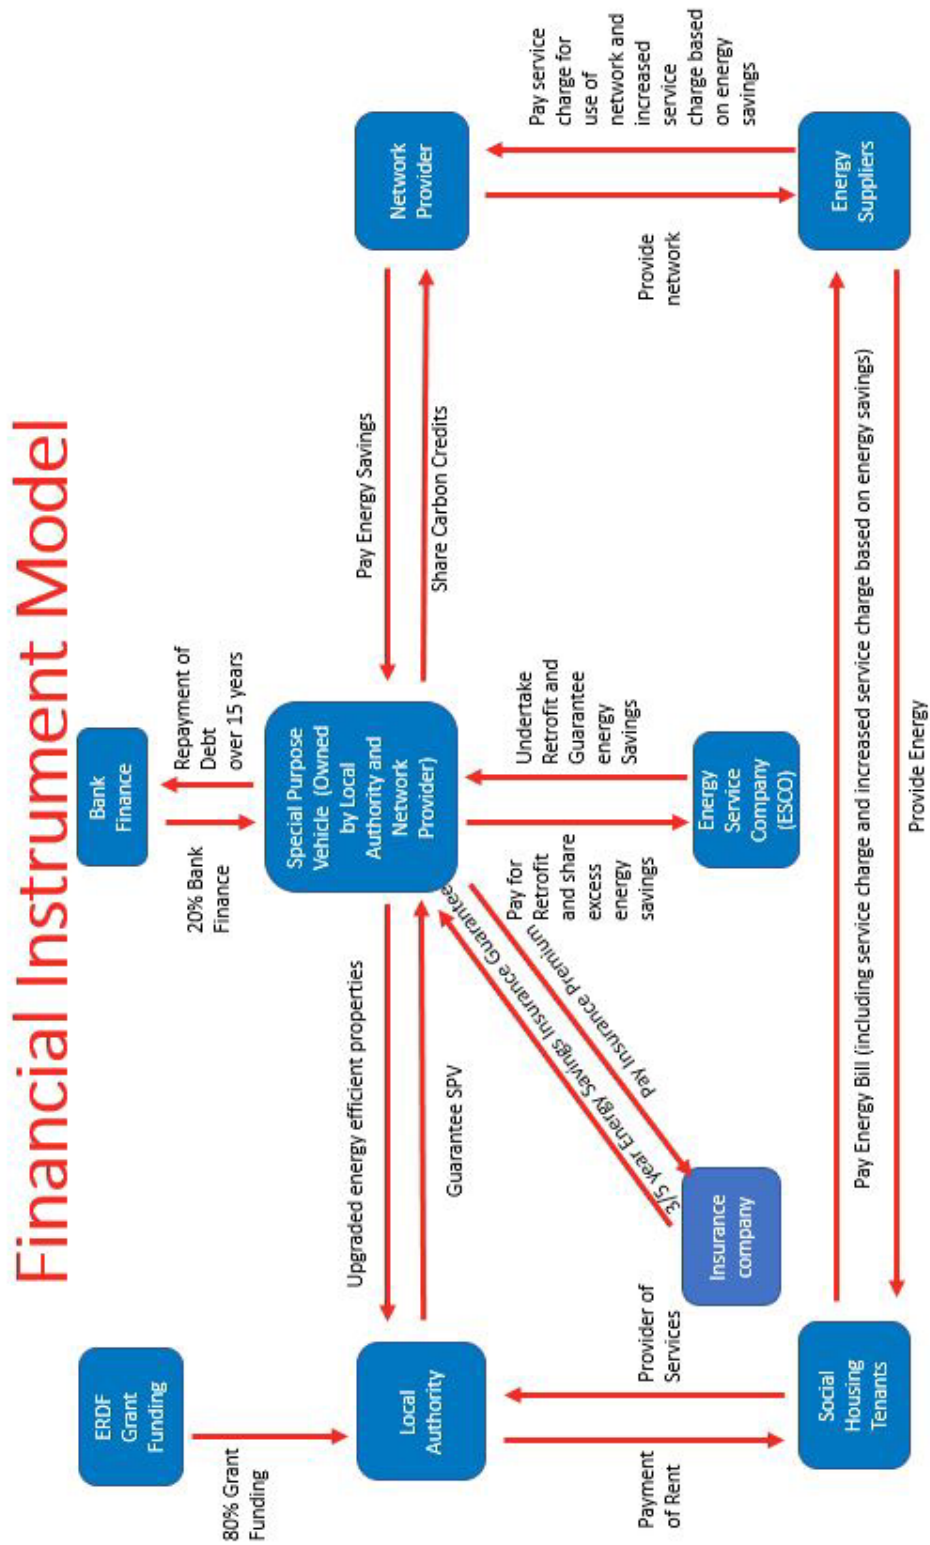 Financial Instrument Model
ERDF
Grant
Funding
80% Grant
Funding
Bank
Finance
20% Bank
Finance
Repayment of
Debt
over 15 years
Local
Authority
Upgraded energy efficient properties
Guarantee SPV
Special Purpose
Vehicle (Owned
by Local
Authority and
Network
Provider)
Pay Energy Savings
Share Carbon Credits
Network
Provider
3/5 year Energy Savings Insurance Guarantee
Pay Insurance Premium
Pay for
Retrofit
and share
excess
energy
savings
Undertake
Retrofit and
Guarantee
energy
Savings
Payment
of Rent
Provider of
Services
Insurance
company
Energy
Service
Company
(ESCO)
Provide
network
Pay service
charge for
use of
network and
increased
service
charge based
on energy
savings
Social
Housing
Tenants
Pay Energy Bill (including service charge and increased service charge based on energy savings)
Provide Energy
Energy
Suppliers